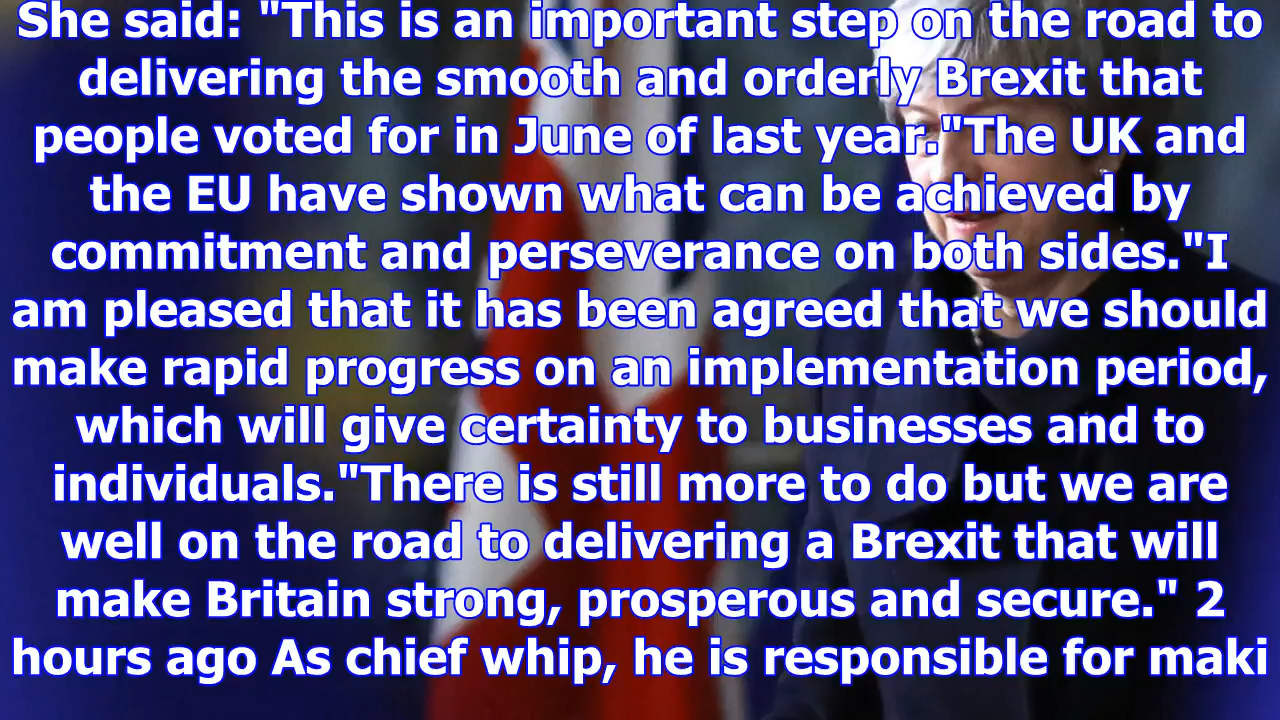 She said: "This is an important step on the road to
delivering the smooth and orderly Brexit that
people voted for in June of last year."The UK and
the EU have shown what can be achieved by
commitment and perseverance on both sides."I
am pleased that it has been agreed that we should
make rapid progress on an implementation period,
which will give certainty to businesses and to
individuals."There is still more to do but we are
well on the road to delivering a Brexit that will
make Britain strong, prosperous and secure." 2
hours ago As chief whip, he is responsible for maki